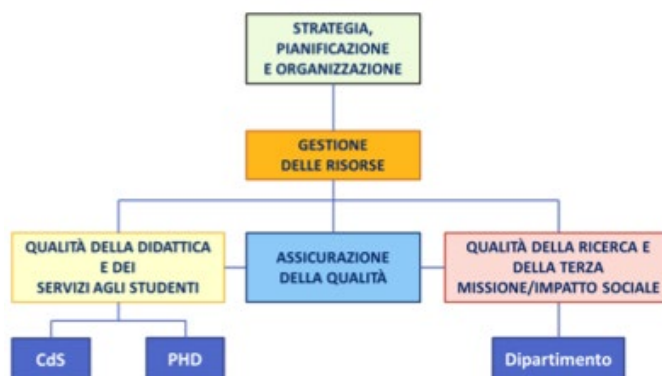 STRATEGIA,
PIANIFICAZIONE
E ORGANIZZAZIONE
GESTIONE
DELLE RISORSE
QUALITÀ DELLA DIDATTICA
E DEI
SERVIZI AGLI STUDENTI
ASSICURAZIONE
DELLA QUALITÀ
QUALITÀ DELLA RICERCA E
DELLA TERZA
MISSIONE/IMPATTO SOCIALE
CdS
PHD
Dipartimento